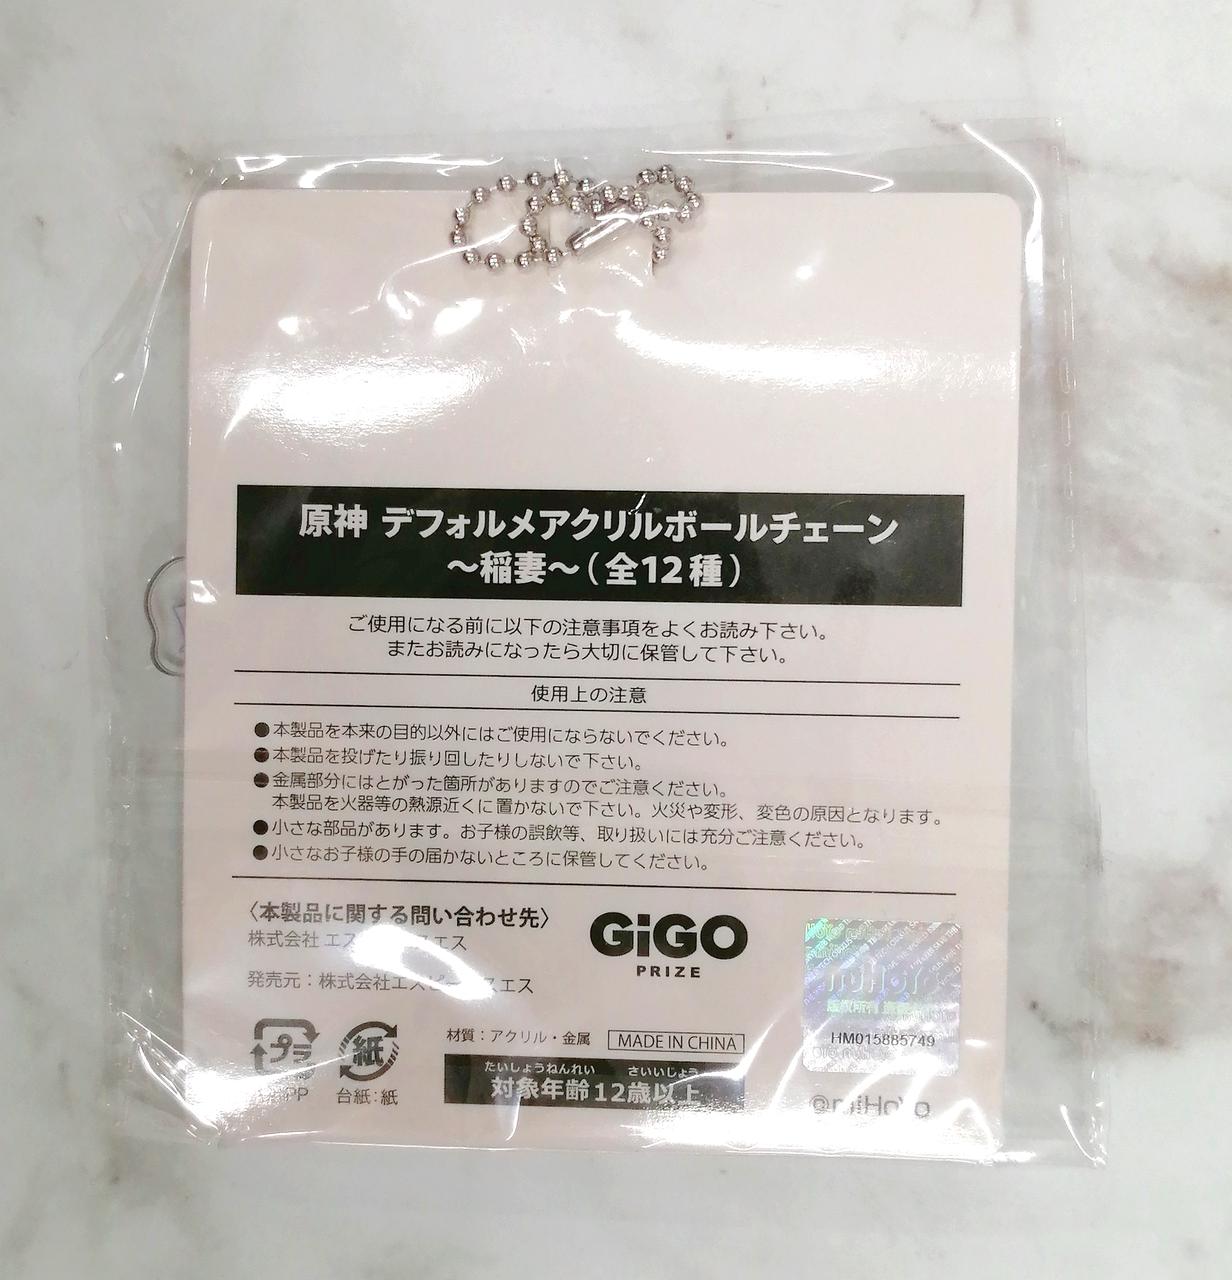 原神 デフォルメアクリルボールチェーン
～稲妻～(全12種)
ご使用になる前に以下の注意事項をよくお読み下さい。
またお読みになったら大切に保管して下さい。
使用上の注意
●本製品を本来の目的以外にはご使用にならないでください。
●本製品を投げたり振り回したりしないで下さい。
●金属部分にはとがった箇所がありますのでご注意ください。
本製品を火器等の熱源近くに置かないで下さい。火災や変形、変色の原因となります。
●小さな部品があります。お子様の誤飲等、取り扱いには充分ご注意ください。
●小さなお子様の手の届かないところに保管してください。
〈本製品に関する問い合わせ先〉
株式会社 エス
発売元：株式会社エスピー
GiGO
PRIZE
miHoYo
版权所有
HM015885749
プラ
PP
紙
台紙：紙
材質：アクリル・金属
MADE IN CHINA
たいしょうねんれい さいいじょう
対象年齢12歳以上
©miHoYo